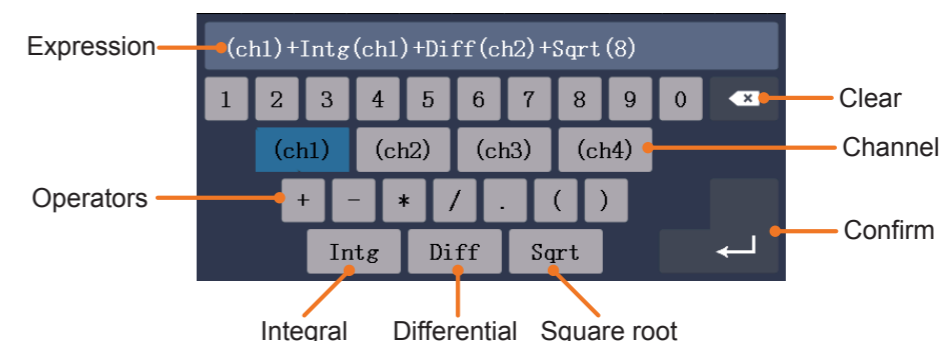 Expression
(ch1)+Intg(ch1)+Diff(ch2)+Sqrt(8)
1 2 3 4 5 6 7 8 9 0
Clear
(ch1) (ch2) (ch3) (ch4)
Channel
Operators
+ - * / . ( )
Confirm
Intg Diff Sqrt
Integral Differential Square root